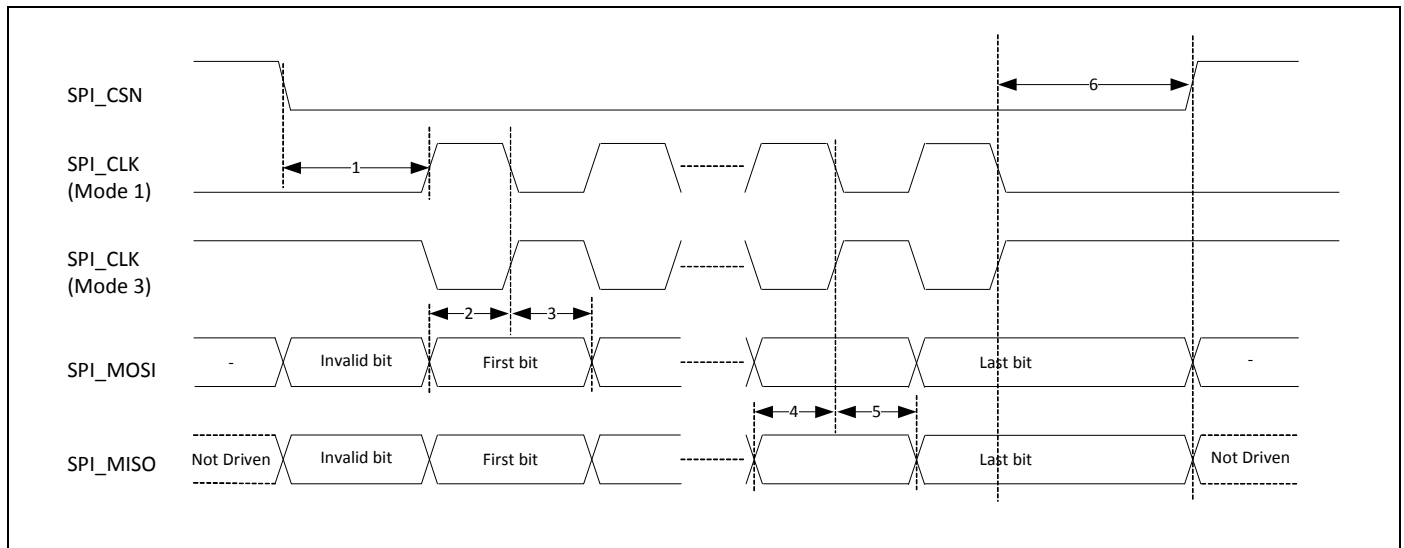 SPI_CSN
6
SPI_CLK
(Mode 1)
1
SPI_CLK
(Mode 3)
2
3
SPI_MOSI
-
Invalid bit
First bit
Last bit
-
4
5
SPI_MISO
Not Driven
Invalid bit
First bit
Last bit
Not Driven